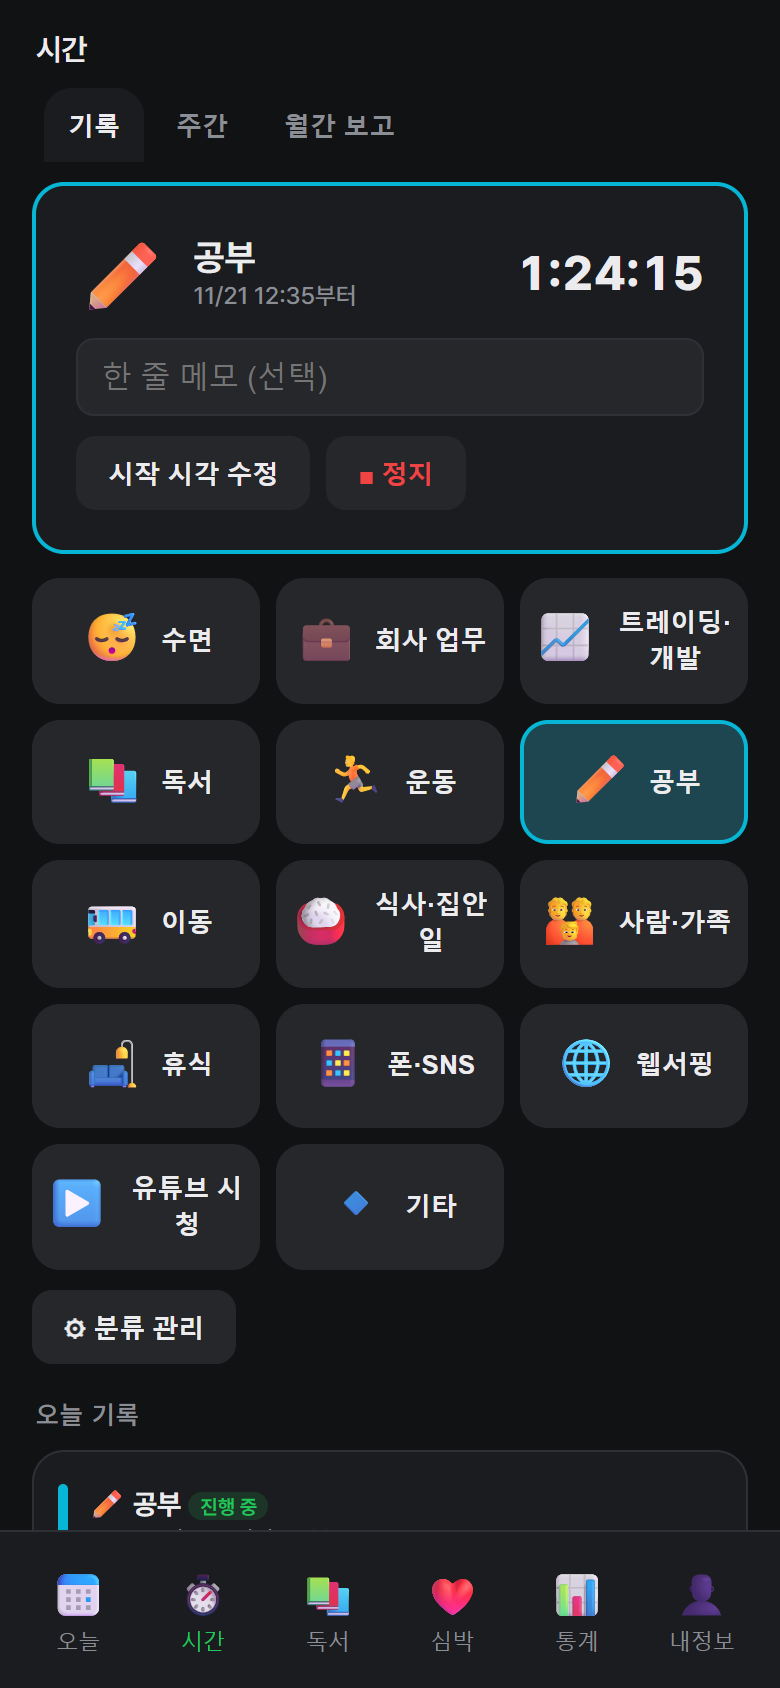 시간
기록 주간 월간 보고
공부
11/21 12:35부터
1:24:15
한 줄 메모 (선택)
시작 시각 수정
■ 정지
수면
회사 업무
트레이딩·
개발
독서
운동
공부
이동
식사·집안
일
사람·가족
휴식
폰·SNS
웹서핑
유튜브 시
청
기타
⚙ 분류 관리
오늘 기록
공부 진행 중
오늘 시간 독서 심박 통계 내정보